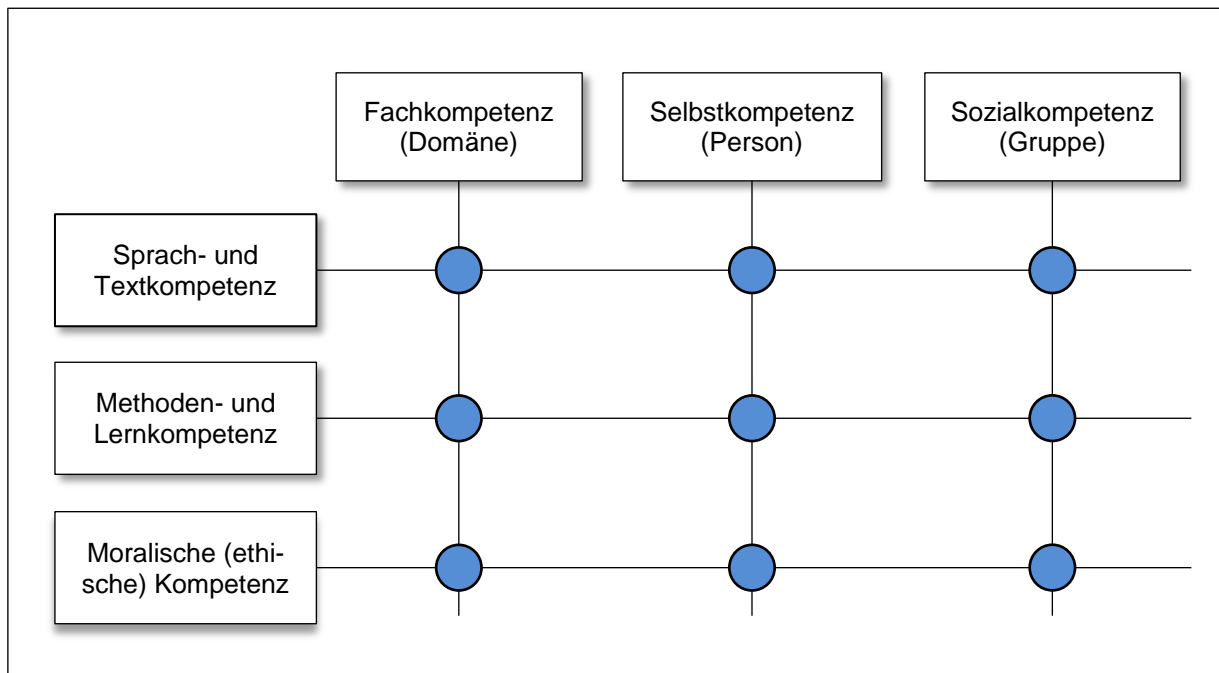 Fachkompetenz
(Domäne)
Selbstkompetenz
(Person)
Sozialkompetenz
(Gruppe)
Sprach- und
Textkompetenz
Methoden- und
Lernkompetenz
Moralische (ethi-
sche) Kompetenz